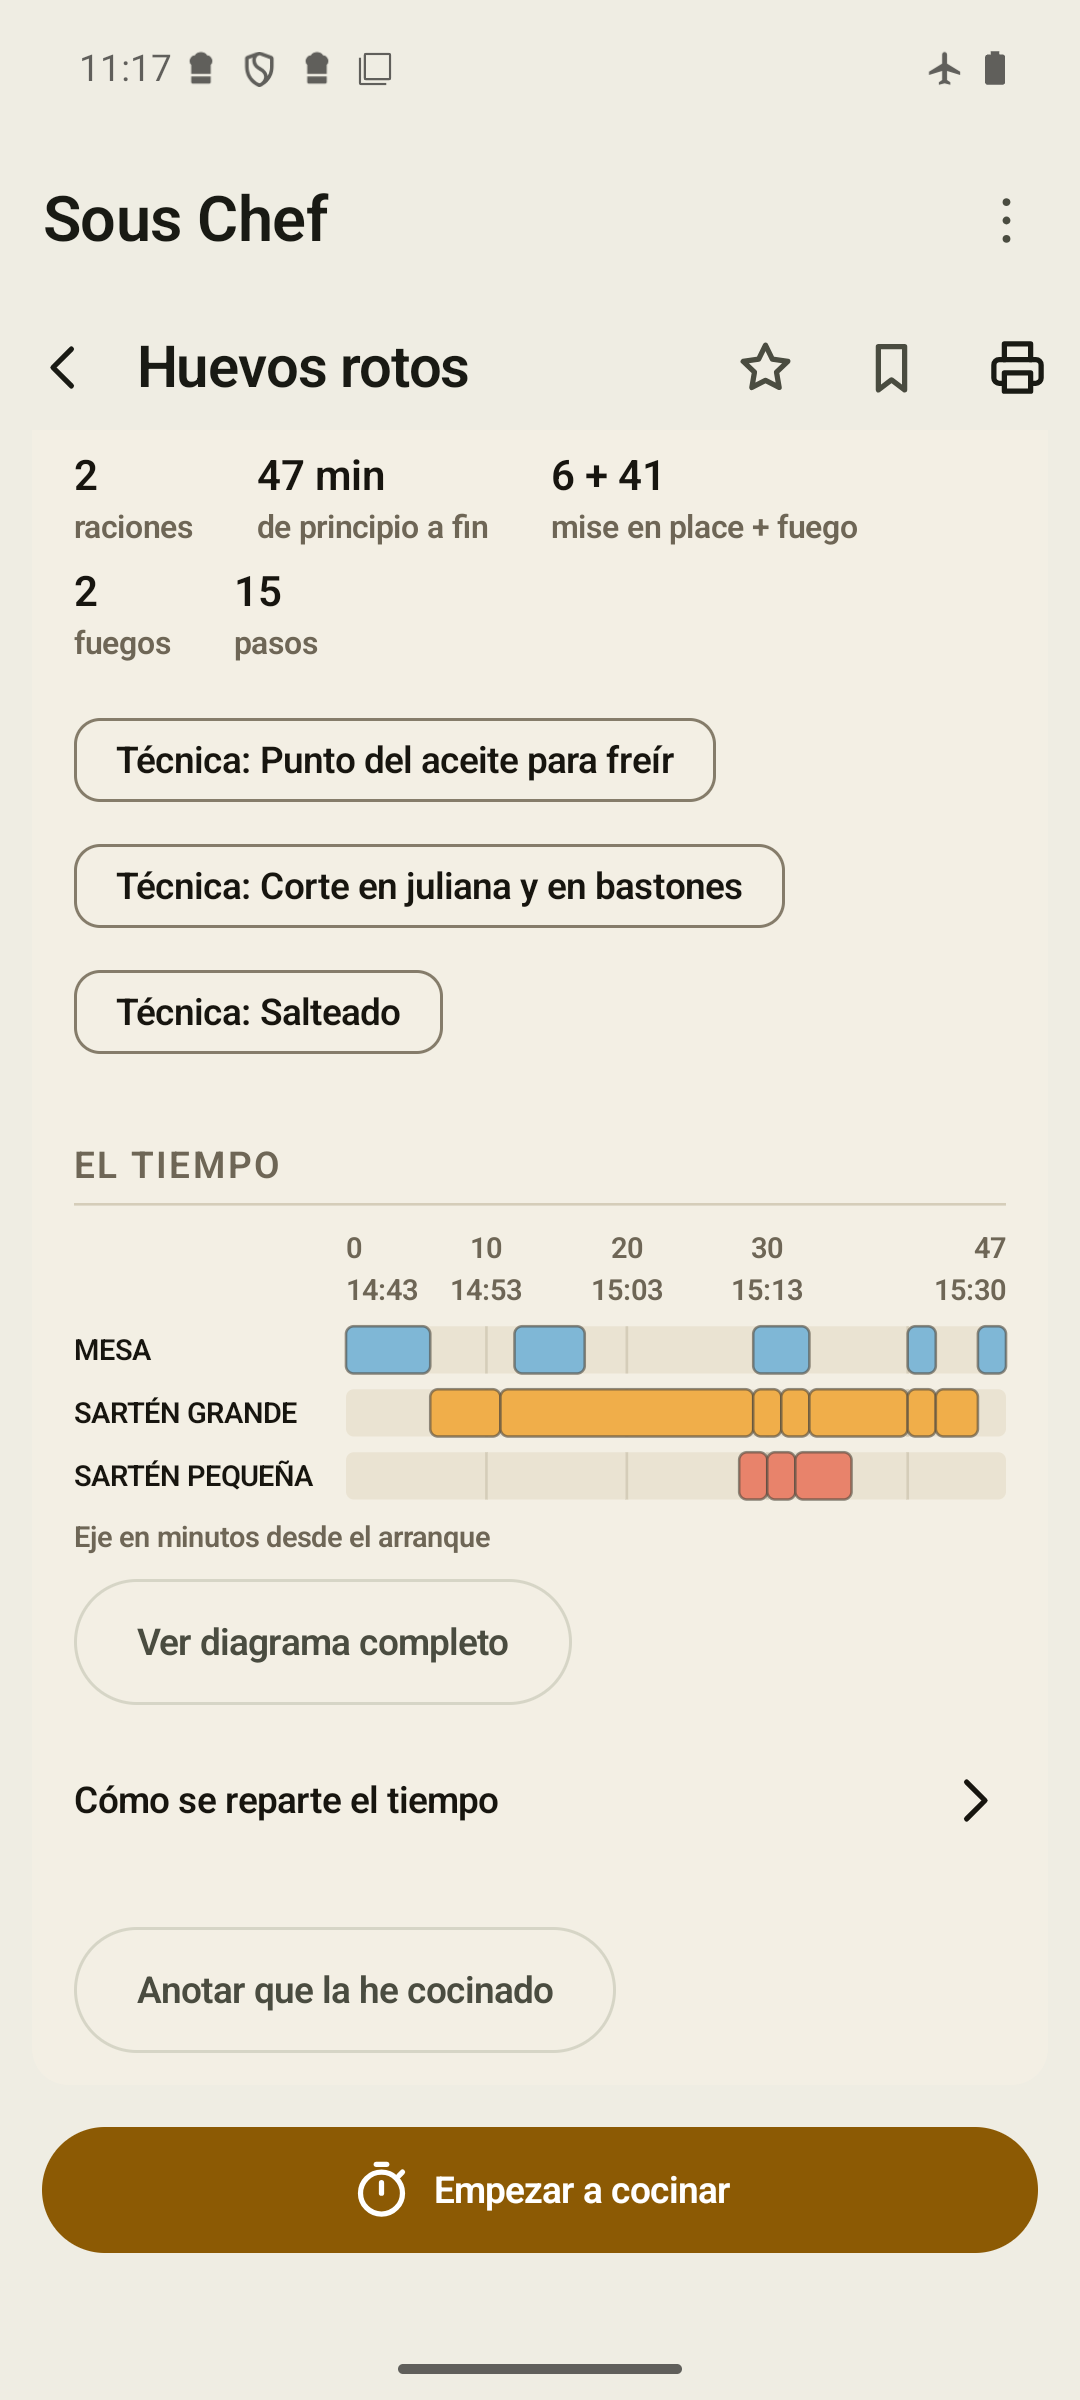 11:17
Sous Chef
Huevos rotos
2 47 min 6 + 41
raciones de principio a fin mise en place + fuego
2 15
fuegos pasos
Técnica: Punto del aceite para freír
Técnica: Corte en juliana y en bastones
Técnica: Salteado
EL TIEMPO
0 10 20 30 47
14:43 14:53 15:03 15:13 15:30
MESA
SARTÉN GRANDE
SARTÉN PEQUEÑA
Eje en minutos desde el arranque
Ver diagrama completo
Cómo se reparte el tiempo
Anotar que la he cocinado
Empezar a cocinar